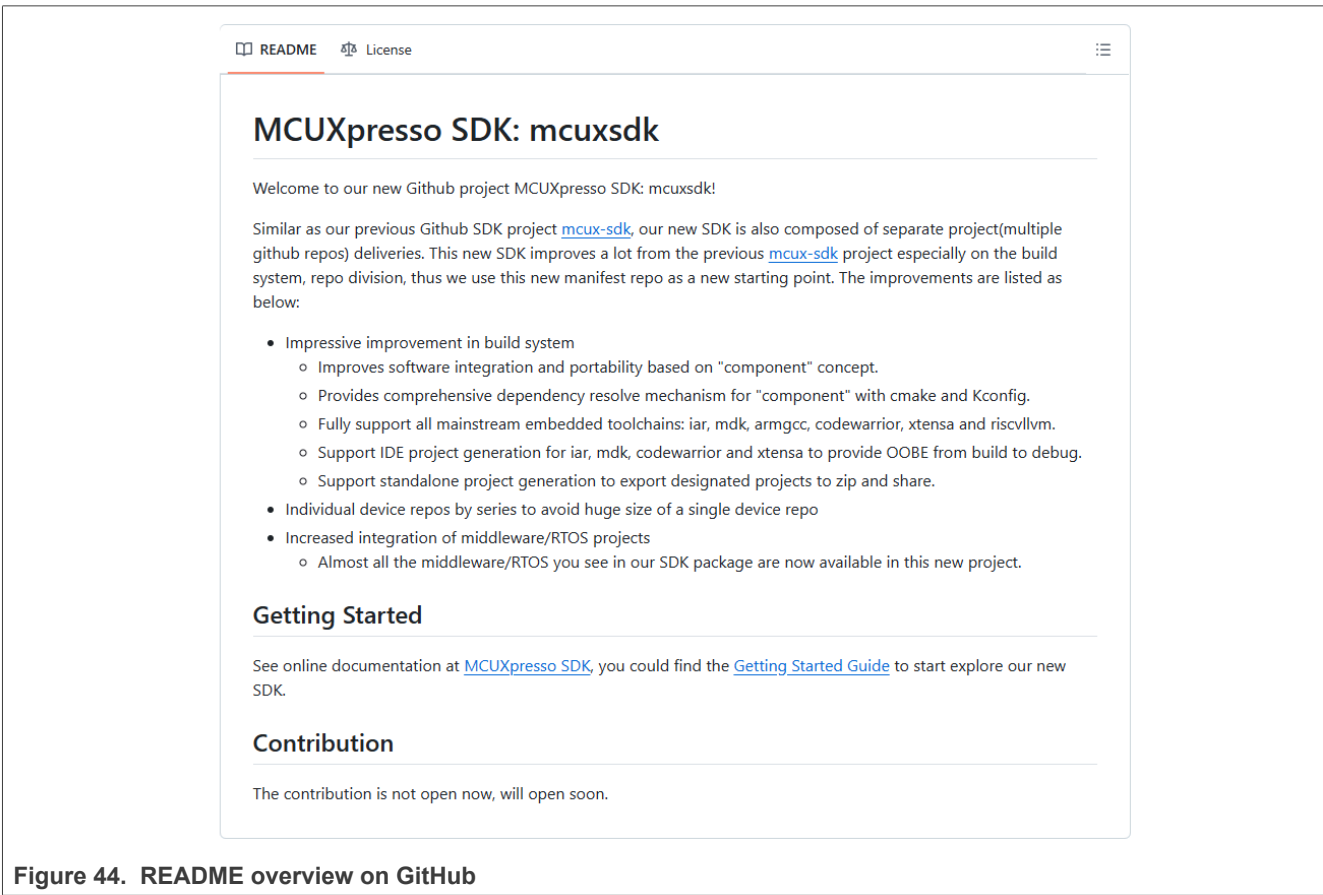 README License
MCUXpresso SDK: mcuxsdk
Welcome to our new Github project MCUXpresso SDK: mcuxsdk!
Similar as our previous Github SDK project mcux-sdk, our new SDK is also composed of separate project(multiple
github repos) deliveries. This new SDK improves a lot from the previous mcux-sdk project especially on the build
system, repo division, thus we use this new manifest repo as a new starting point. The improvements are listed as
below:
• Impressive improvement in build system
◦ Improves software integration and portability based on "component" concept.
◦ Provides comprehensive dependency resolve mechanism for "component" with cmake and Kconfig.
◦ Fully support all mainstream embedded toolchains: iar, mdk, armgcc, codewarrior, xtensa and riscvllvm.
◦ Support IDE project generation for iar, mdk, codewarrior and xtensa to provide OOBE from build to debug.
◦ Support standalone project generation to export designated projects to zip and share.
• Individual device repos by series to avoid huge size of a single device repo
• Increased integration of middleware/RTOS projects
◦ Almost all the middleware/RTOS you see in our SDK package are now available in this new project.
Getting Started
See online documentation at MCUXpresso SDK, you could find the Getting Started Guide to start explore our new
SDK.
Contribution
The contribution is not open now, will open soon.
Figure 44. README overview on GitHub